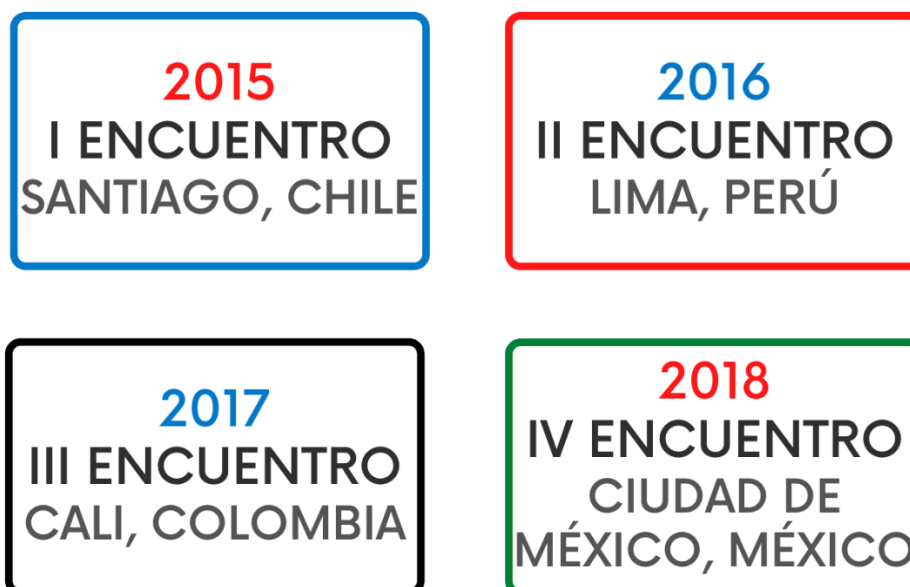 2015
I ENCUENTRO
SANTIAGO, CHILE
2016
II ENCUENTRO
LIMA, PERÚ
2017
III ENCUENTRO
CALI, COLOMBIA
2018
IV ENCUENTRO
CIUDAD DE
MÉXICO, MÉXICO